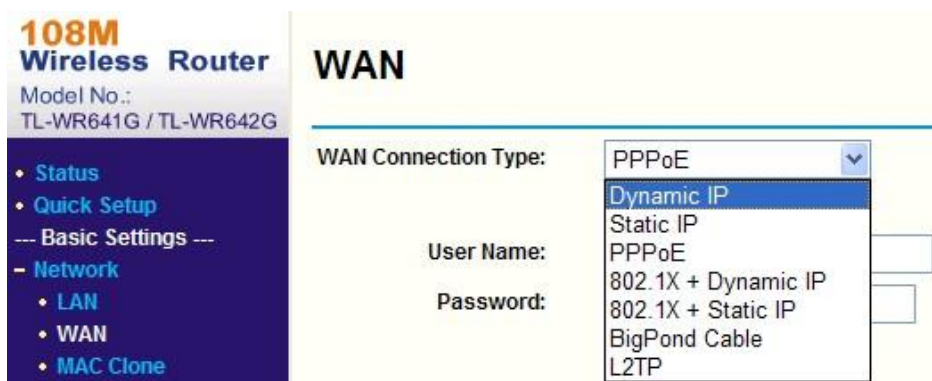 108M
Wireless Router
Model No.:
TL-WR641G / TL-WR642G
• Status
• Quick Setup
--- Basic Settings ---
– Network
• LAN
• WAN
• MAC Clone
WAN
WAN Connection Type:
PPPoE
Dynamic IP
Static IP
PPPoE
802.1X + Dynamic IP
802.1X + Static IP
BigPond Cable
L2TP
User Name:
Password: